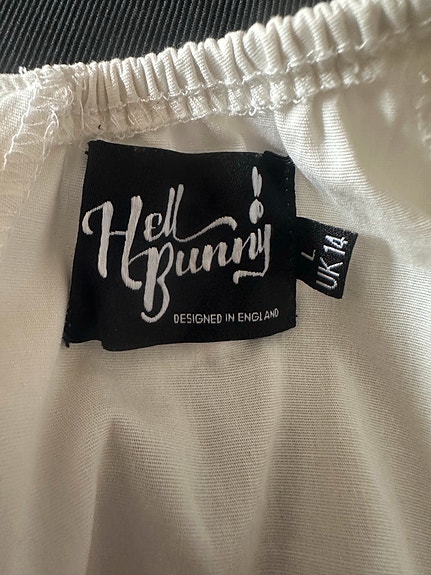 Hell
Bunny
DESIGNED IN ENGLAND
L
UK 14